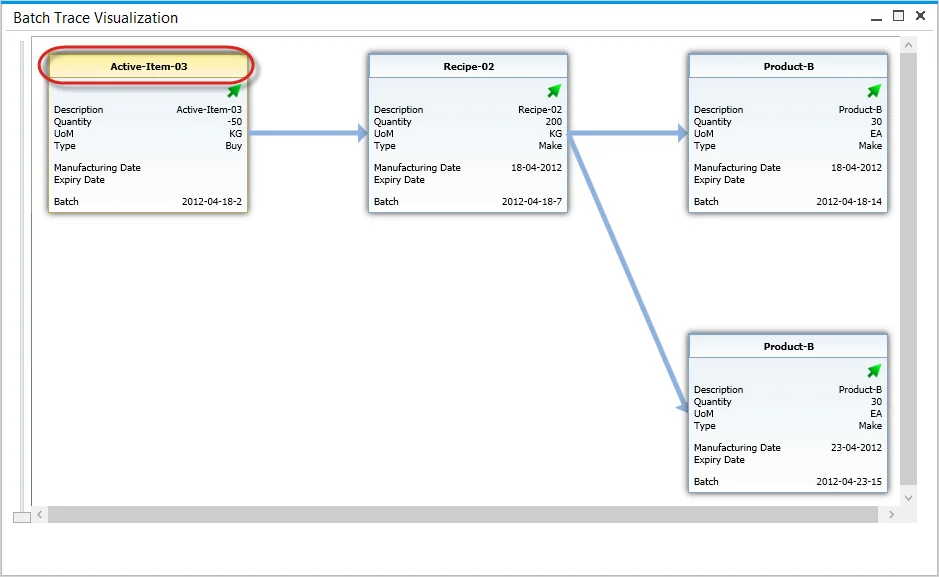 Batch Trace Visualization
Active-Item-03
Description Active-Item-03
Quantity -50
UoM KG
Type Buy
Manufacturing Date
Expiry Date
Batch 2012-04-18-2
Recipe-02
Description Recipe-02
Quantity 200
UoM KG
Type Make
Manufacturing Date 18-04-2012
Expiry Date
Batch 2012-04-18-7
Product-B
Description Product-B
Quantity 30
UoM EA
Type Make
Manufacturing Date 18-04-2012
Expiry Date
Batch 2012-04-18-14
Product-B
Description Product-B
Quantity 30
UoM EA
Type Make
Manufacturing Date 23-04-2012
Expiry Date
Batch 2012-04-23-15